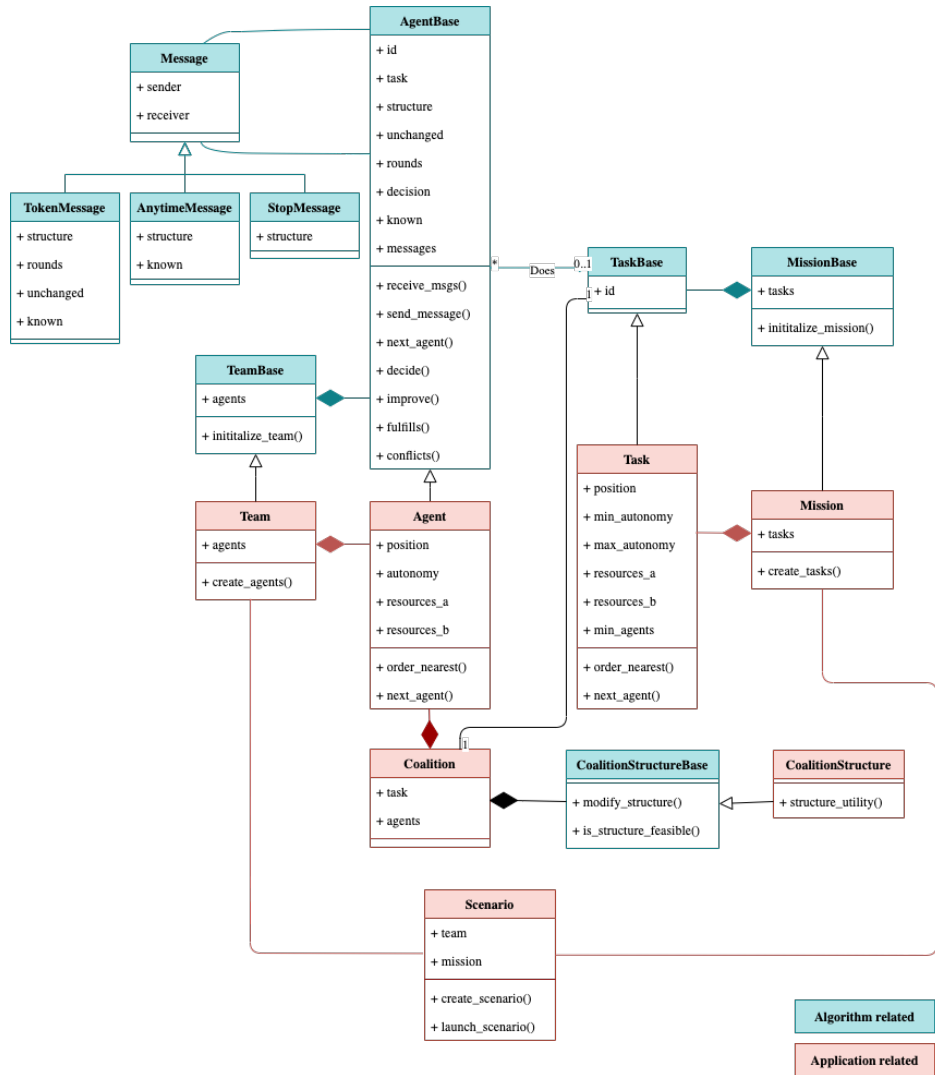 AgentBase
+ id
+ task
+ structure
+ unchanged
+ rounds
+ decision
+ known
+ messages
+ receive_msgs()
+ send_message()
+ next_agent()
+ decide()
+ improve()
+ fulfills()
+ conflicts()
Message
+ sender
+ receiver
TokenMessage
+ structure
+ rounds
+ unchanged
+ known
AnytimeMessage
+ structure
+ known
StopMessage
+ structure
*
Does
0..1
1
TaskBase
+ id
MissionBase
+ tasks
+ inititalize_mission()
TeamBase
+ agents
+ inititalize_team()
Team
+ agents
+ create_agents()
Agent
+ position
+ autonomy
+ resources_a
+ resources_b
+ order_nearest()
+ next_agent()
Task
+ position
+ min_autonomy
+ max_autonomy
+ resources_a
+ resources_b
+ min_agents
+ order_nearest()
+ next_agent()
Mission
+ tasks
+ create_tasks()
1
Coalition
+ task
+ agents
CoalitionStructureBase
+ modify_structure()
+ is_structure_feasible()
CoalitionStructure
+ structure_utility()
Scenario
+ team
+ mission
+ create_scenario()
+ launch_scenario()
Algorithm related
Application related